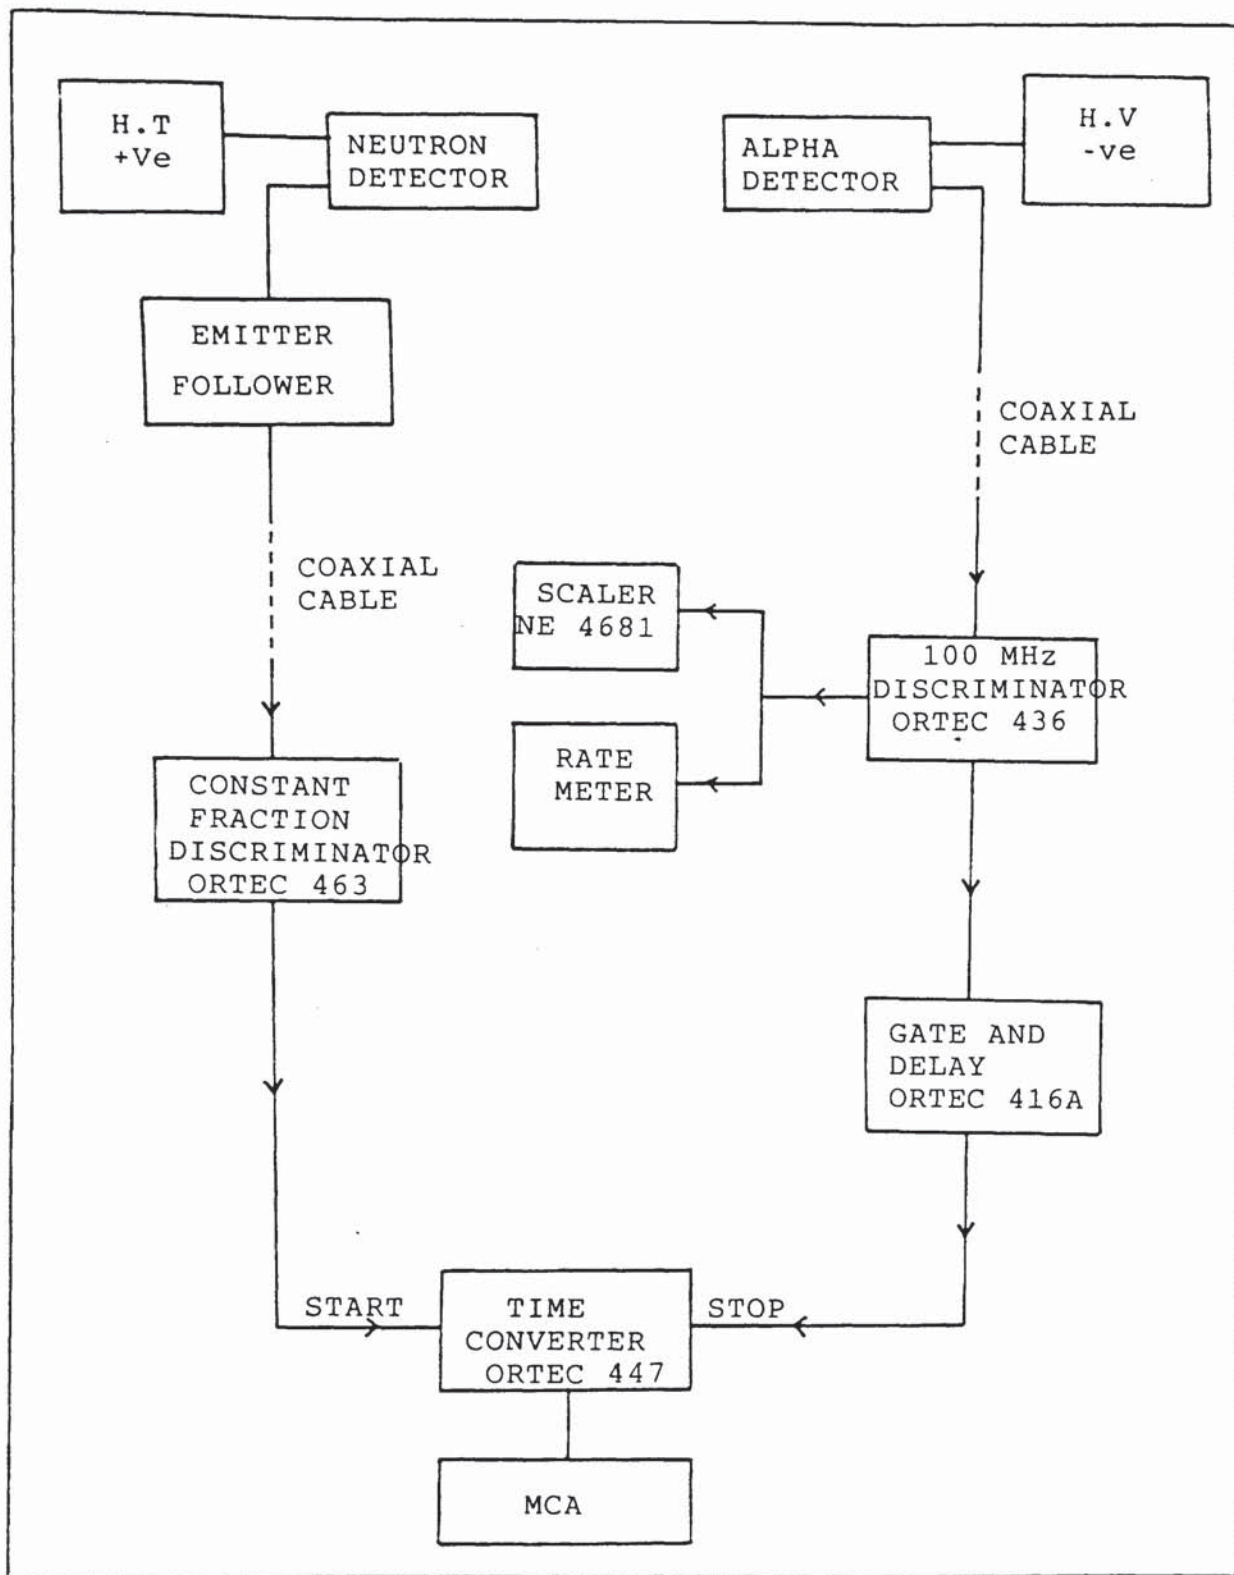 H.T
+Ve
NEUTRON
DETECTOR
ALPHA
DETECTOR
H.V
-ve
EMITTER
FOLLOWER
COAXIAL
CABLE
COAXIAL
CABLE
SCALER
NE 4681
100 MHz
DISCRIMINATOR
ORTEC 436
RATE
METER
CONSTANT
FRACTION
DISCRIMINATOR
ORTEC 463
GATE AND
DELAY
ORTEC 416A
START
TIME
CONVERTER
ORTEC 447
STOP
MCA